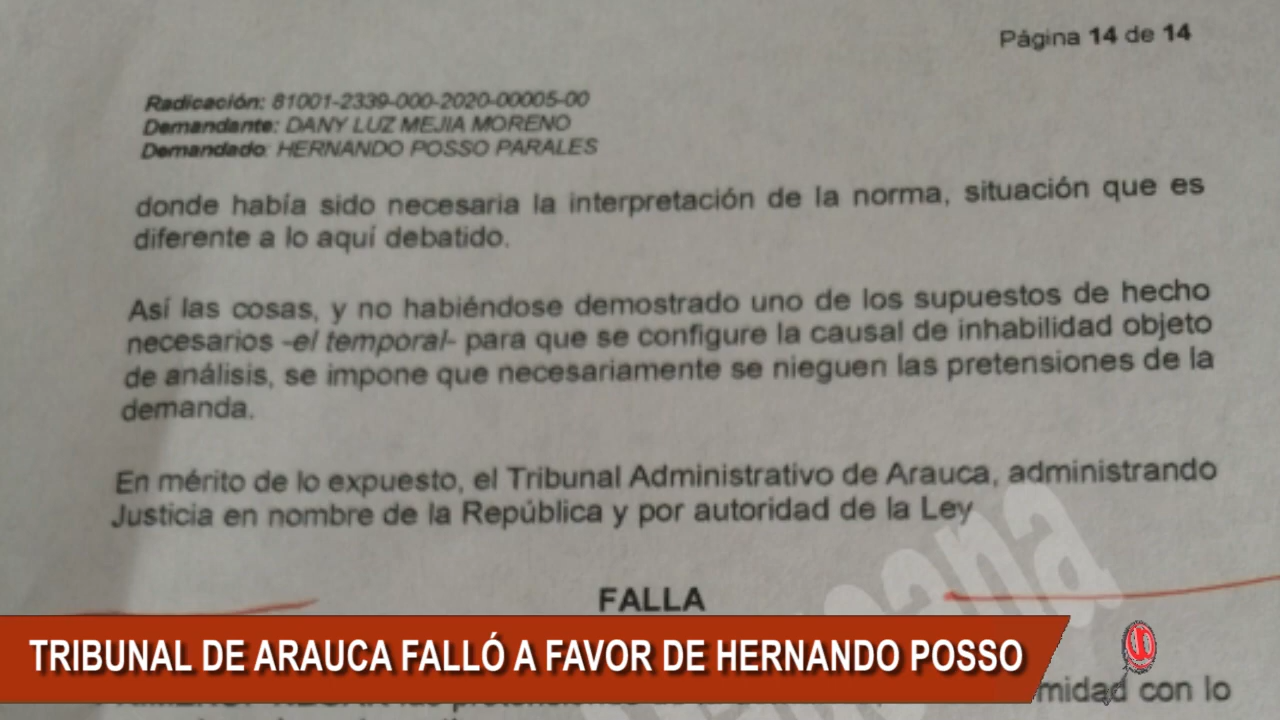 Página 14 de 14
Radicación: 81001-2339-000-2020-00005-00
Demandante: DANY LUZ MEJIA MORENO
Demandado: HERNANDO POSSO PARALES
donde había sido necesaria la interpretación de la norma, situación que es
diferente a lo aquí debatido.
Así las cosas, y no habiéndose demostrado uno de los supuestos de hecho
necesarios -el temporal- para que se configure la causal de inhabilidad objeto
de análisis, se impone que necesariamente se nieguen las pretensiones de la
demanda.
En mérito de lo expuesto, el Tribunal Administrativo de Arauca, administrando
Justicia en nombre de la República y por autoridad de la Ley
FALLA
TRIBUNAL DE ARAUCA FALLÓ A FAVOR DE HERNANDO POSSO
con lo